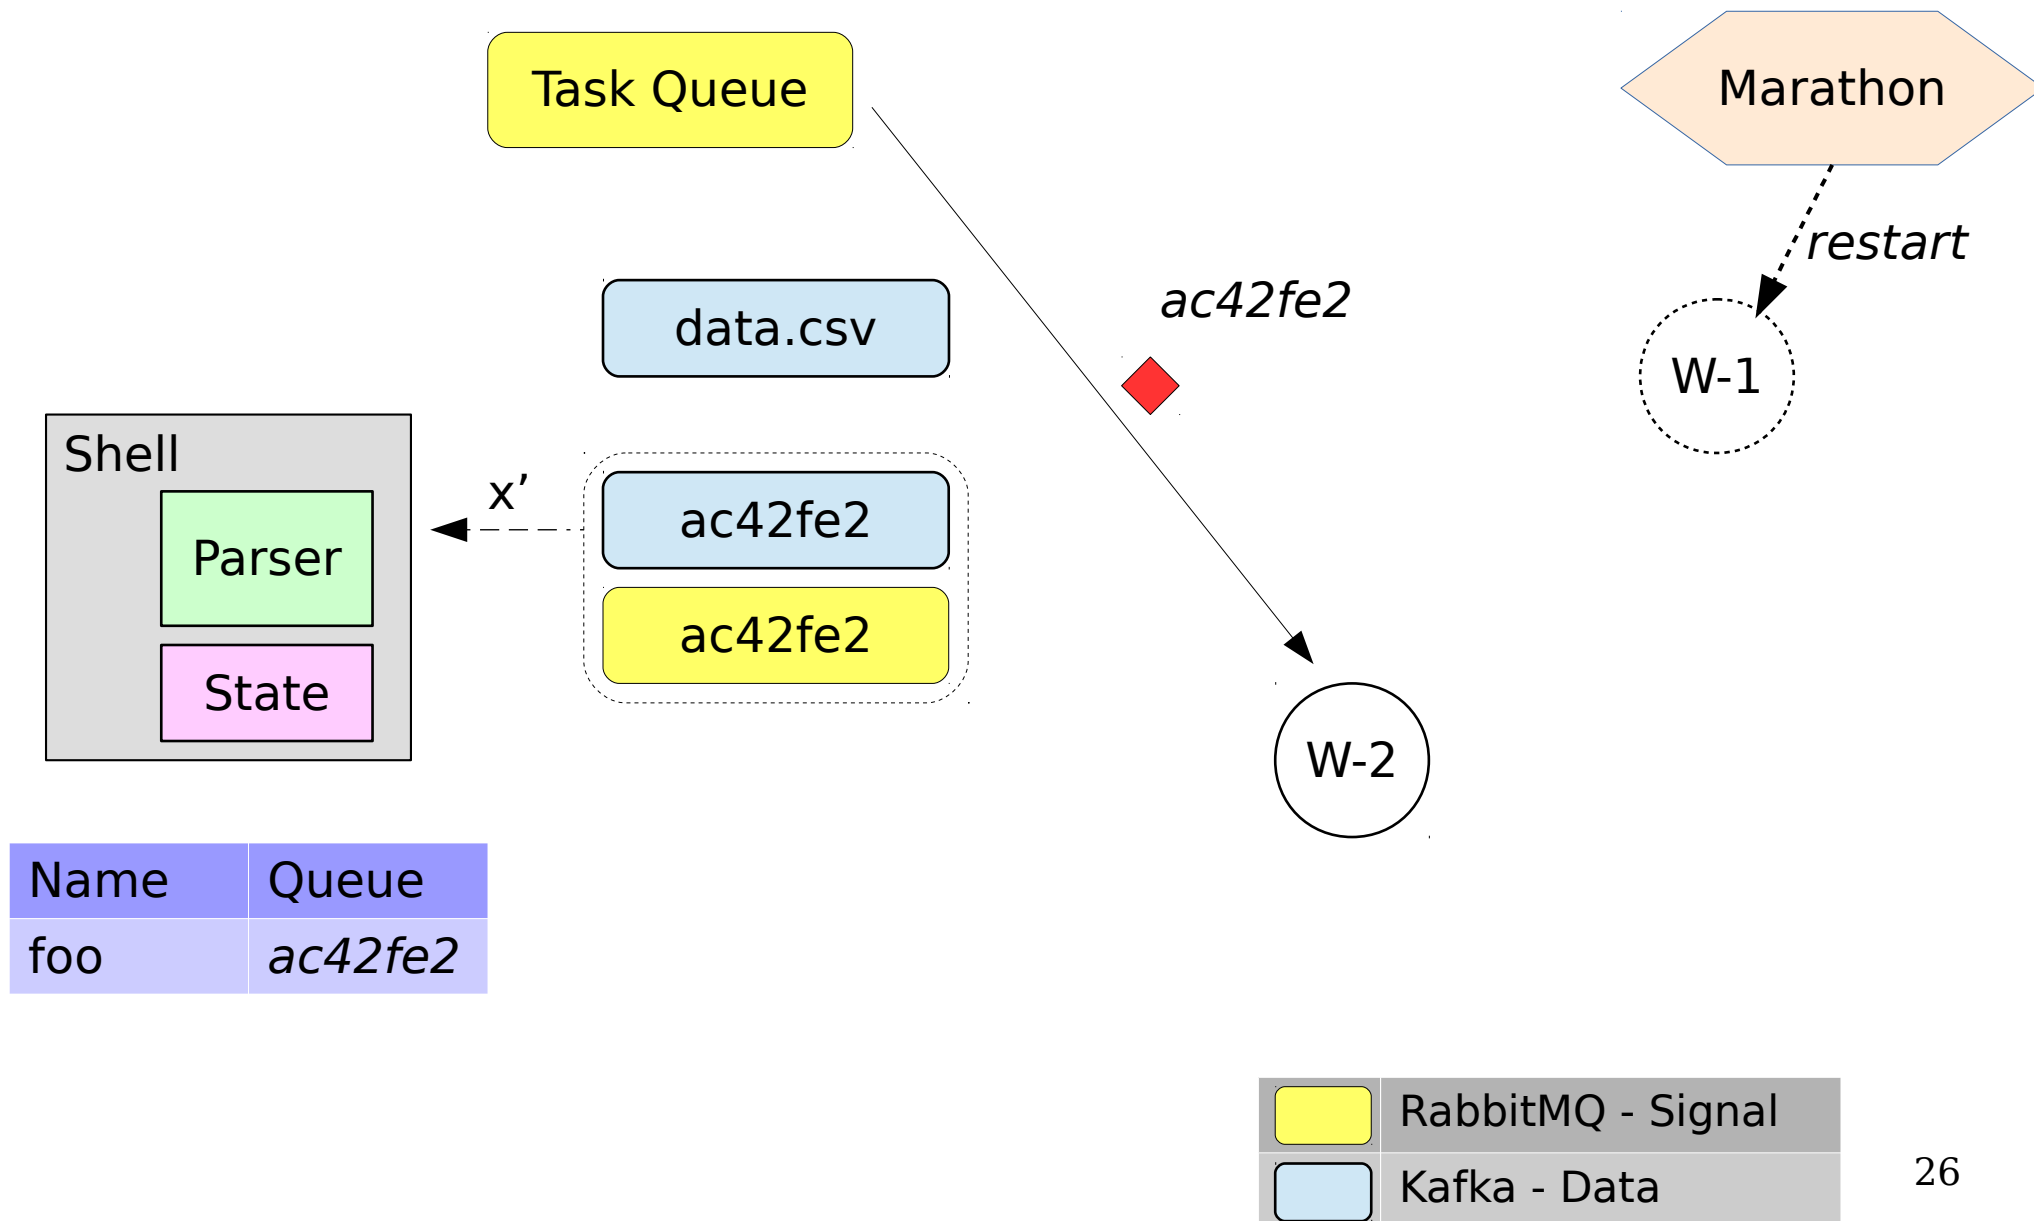 Task Queue
Marathon
restart
ac42fe2
data.csv
W-1
Shell
x’
ac42fe2
Parser
ac42fe2
State
W-2
Name Queue
foo ac42fe2
RabbitMQ - Signal
Kafka - Data
26